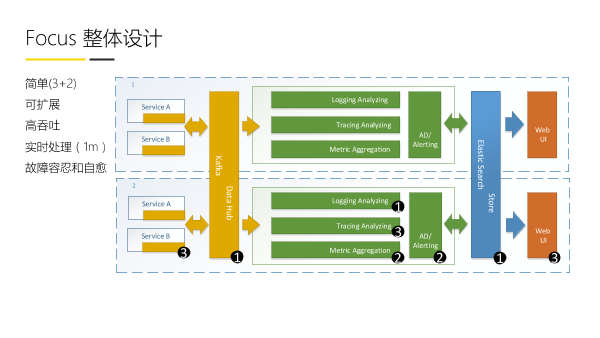 Focus 整体设计
简单(3+2)
可扩展
高吞吐
实时处理（1m）
故障容忍和自愈
1
Service A
Service B
Kafka
Data Hub
Logging Analyzing
Tracing Analyzing
Metric Aggregation
AD/
Alerting
Elastic Search
Store
Web
UI
2
Service A
Service B
3
1
Logging Analyzing
1
Tracing Analyzing
3
Metric Aggregation
2
AD/
Alerting
2
1
Web
UI
3